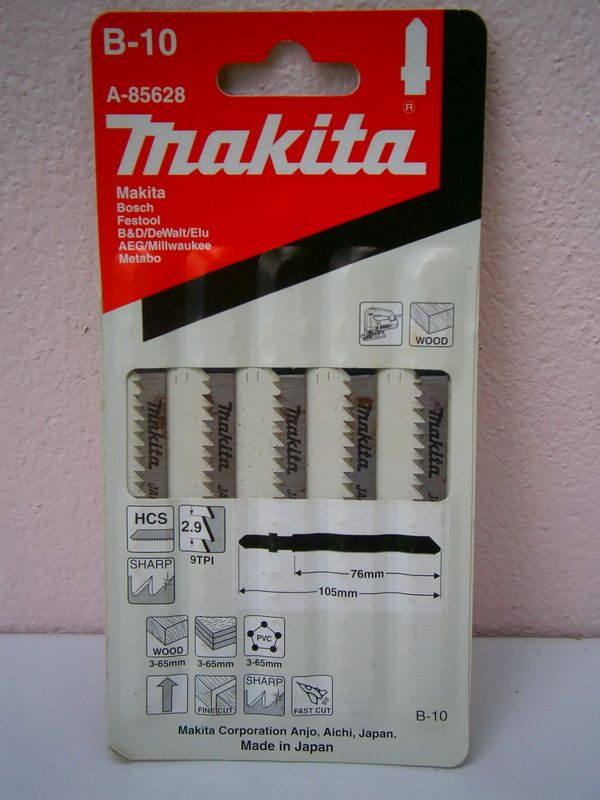 B-10
A-85628
®
makita
Makita
Bosch
Festool
B&D/DeWalt/Elu
AEG/Millwaukee
Metabo
WOOD
makita makita makita makita makita
HCS
2.9
9TPI
SHARP
76mm
105mm
WOOD
PVC
3-65mm 3-65mm 3-65mm
FINE CUT SHARP FAST CUT
B-10
Makita Corporation Anjo, Aichi, Japan.
Made in Japan